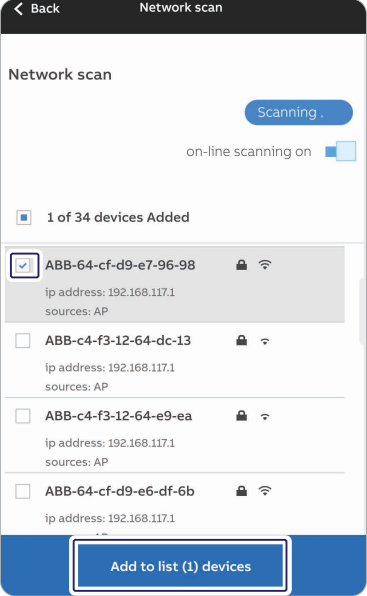 Back
Network scan
Network scan
Scanning .
on-line scanning on
1 of 34 devices Added
ABB-64-cf-d9-e7-96-98
ip address: 192.168.117.1
sources: AP
ABB-c4-f3-12-64-dc-13
ip address: 192.168.117.1
sources: AP
ABB-c4-f3-12-64-e9-ea
ip address: 192.168.117.1
sources: AP
ABB-64-cf-d9-e6-df-6b
ip address: 192.168.117.1
Add to list (1) devices